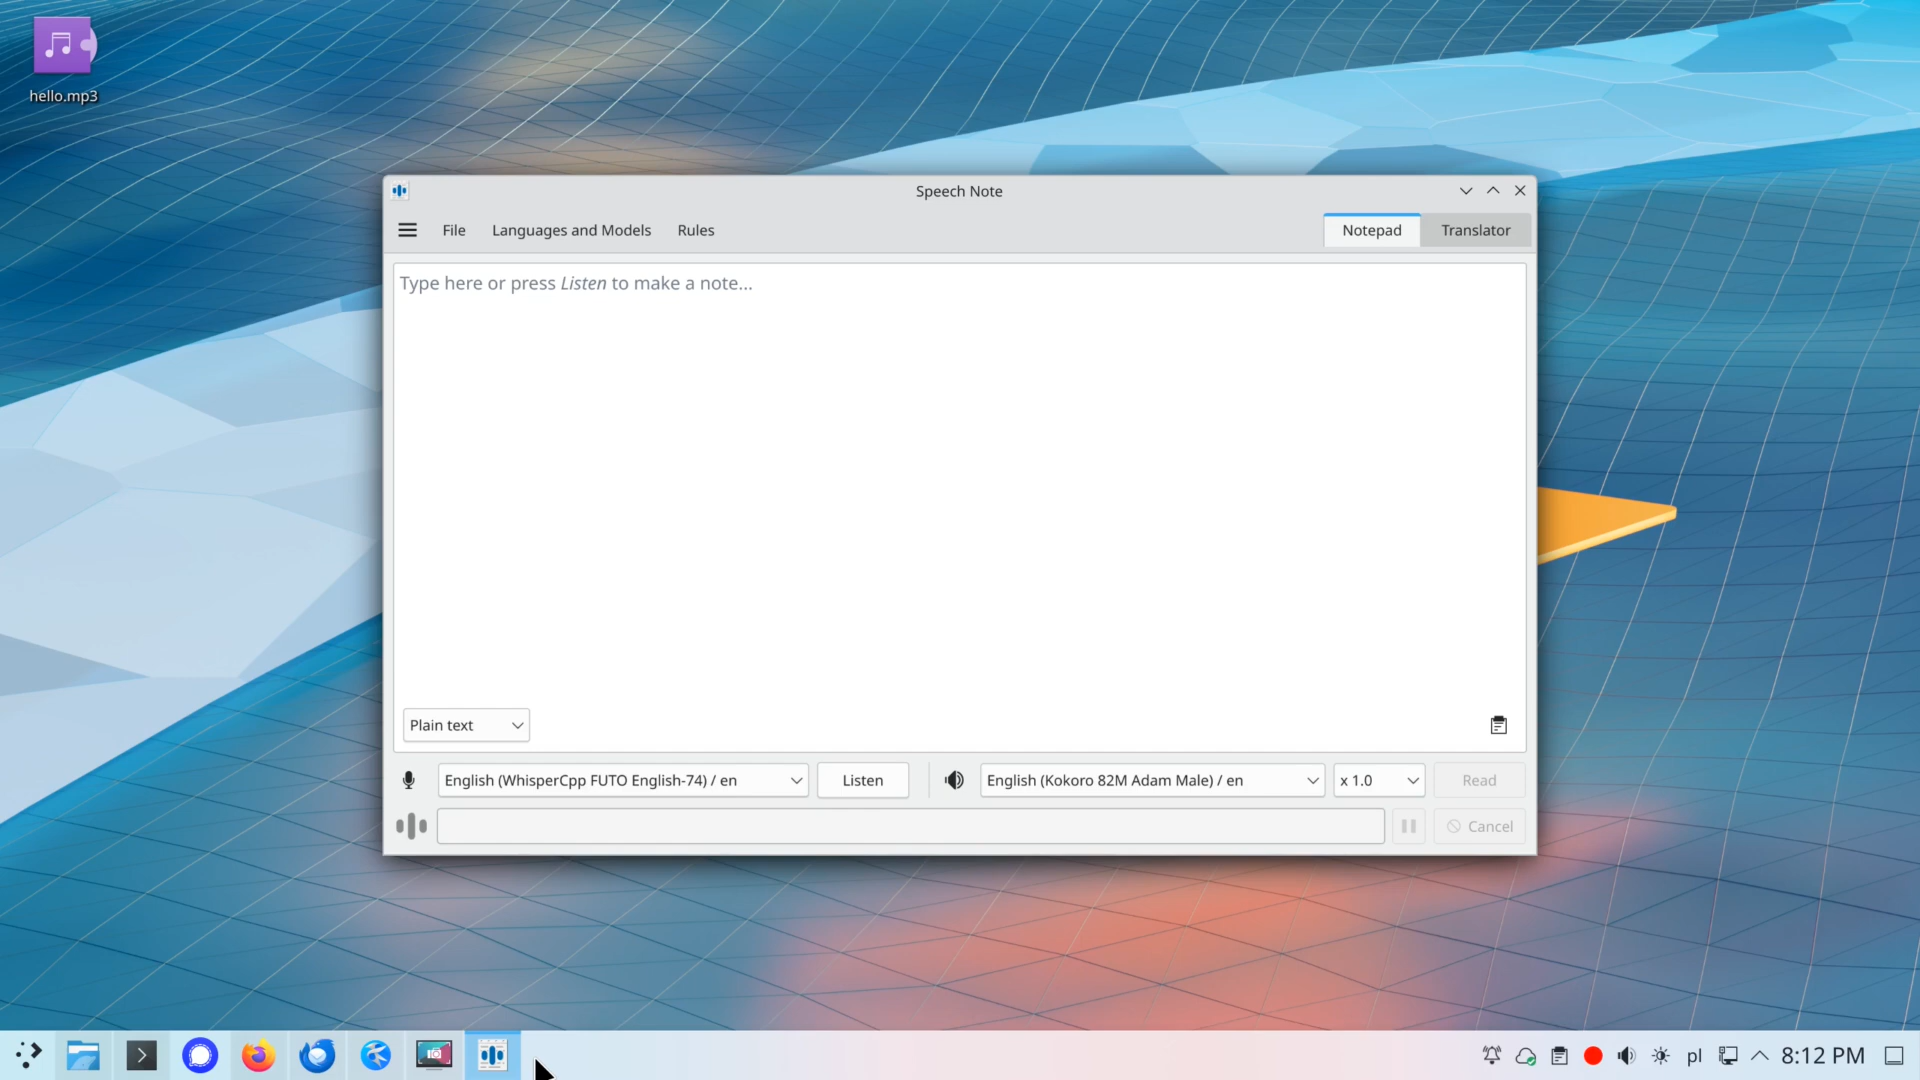 hello.mp3
Speech Note
File Languages and Models Rules Notepad Translator
Type here or press Listen to make a note...
Plain text
English (WhisperCpp FUTO English-74) / en Listen English (Kokoro 82M Adam Male) / en x 1.0 Read
Cancel
pl 8:12 PM